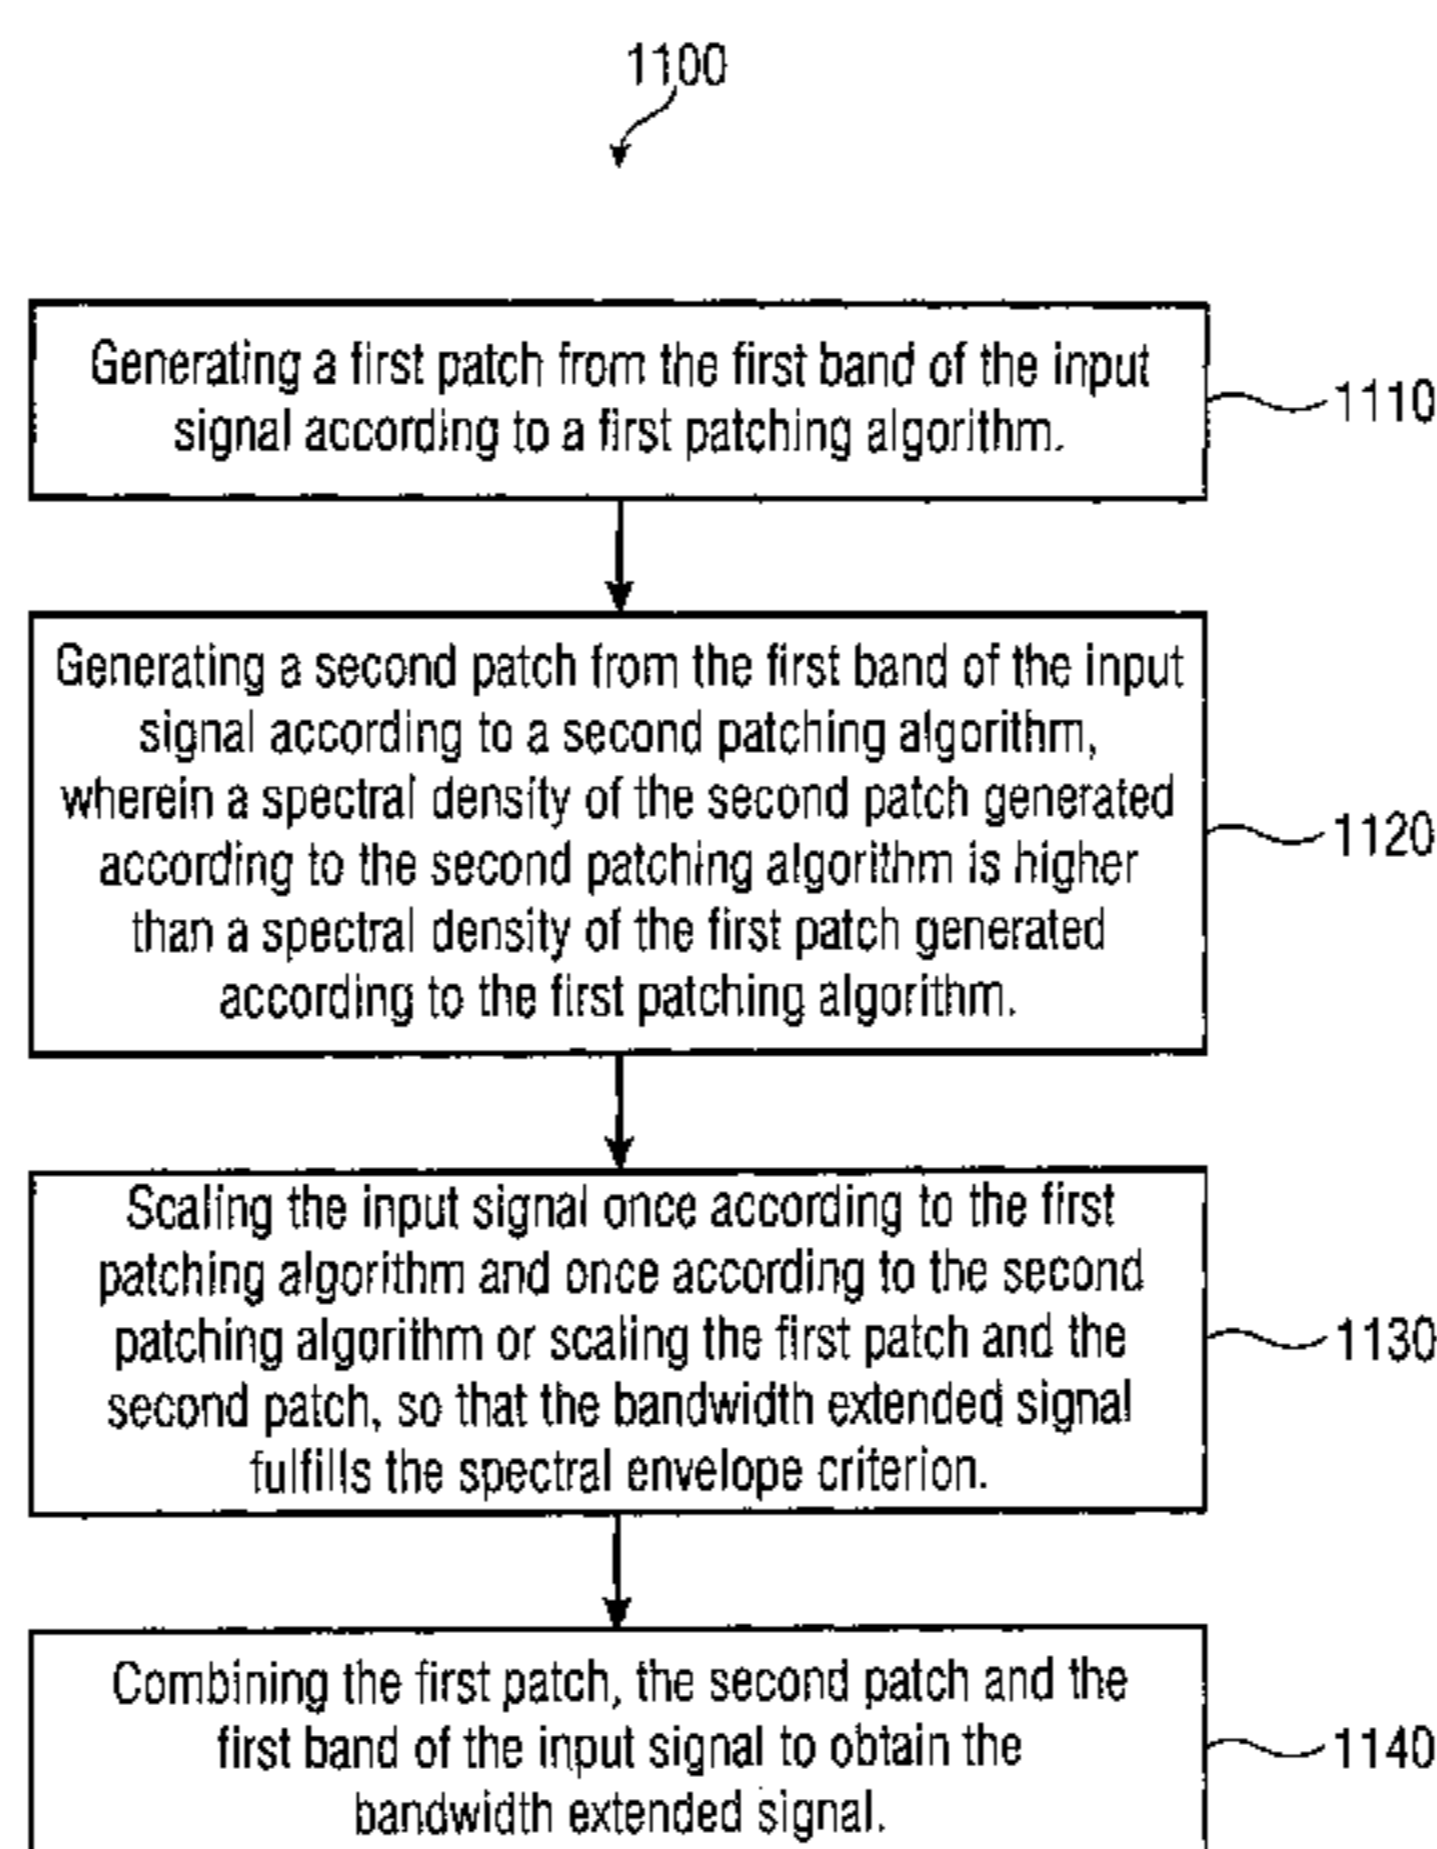 1100
Generating a first patch from the first band of the input
signal according to a first patching algorithm.
1110
Generating a second patch from the first band of the input
signal according to a second patching algorithm,
wherein a spectral density of the second patch generated
according to the second patching algorithm is higher
than a spectral density of the first patch generated
according to the first patching algorithm.
1120
Scaling the input signal once according to the first
patching algorithm and once according to the second
patching algorithm or scaling the first patch and the
second patch, so that the bandwidth extended signal
fulfills the spectral envelope criterion.
1130
Combining the first patch, the second patch and the
first band of the input signal to obtain the
bandwidth extended signal.
1140